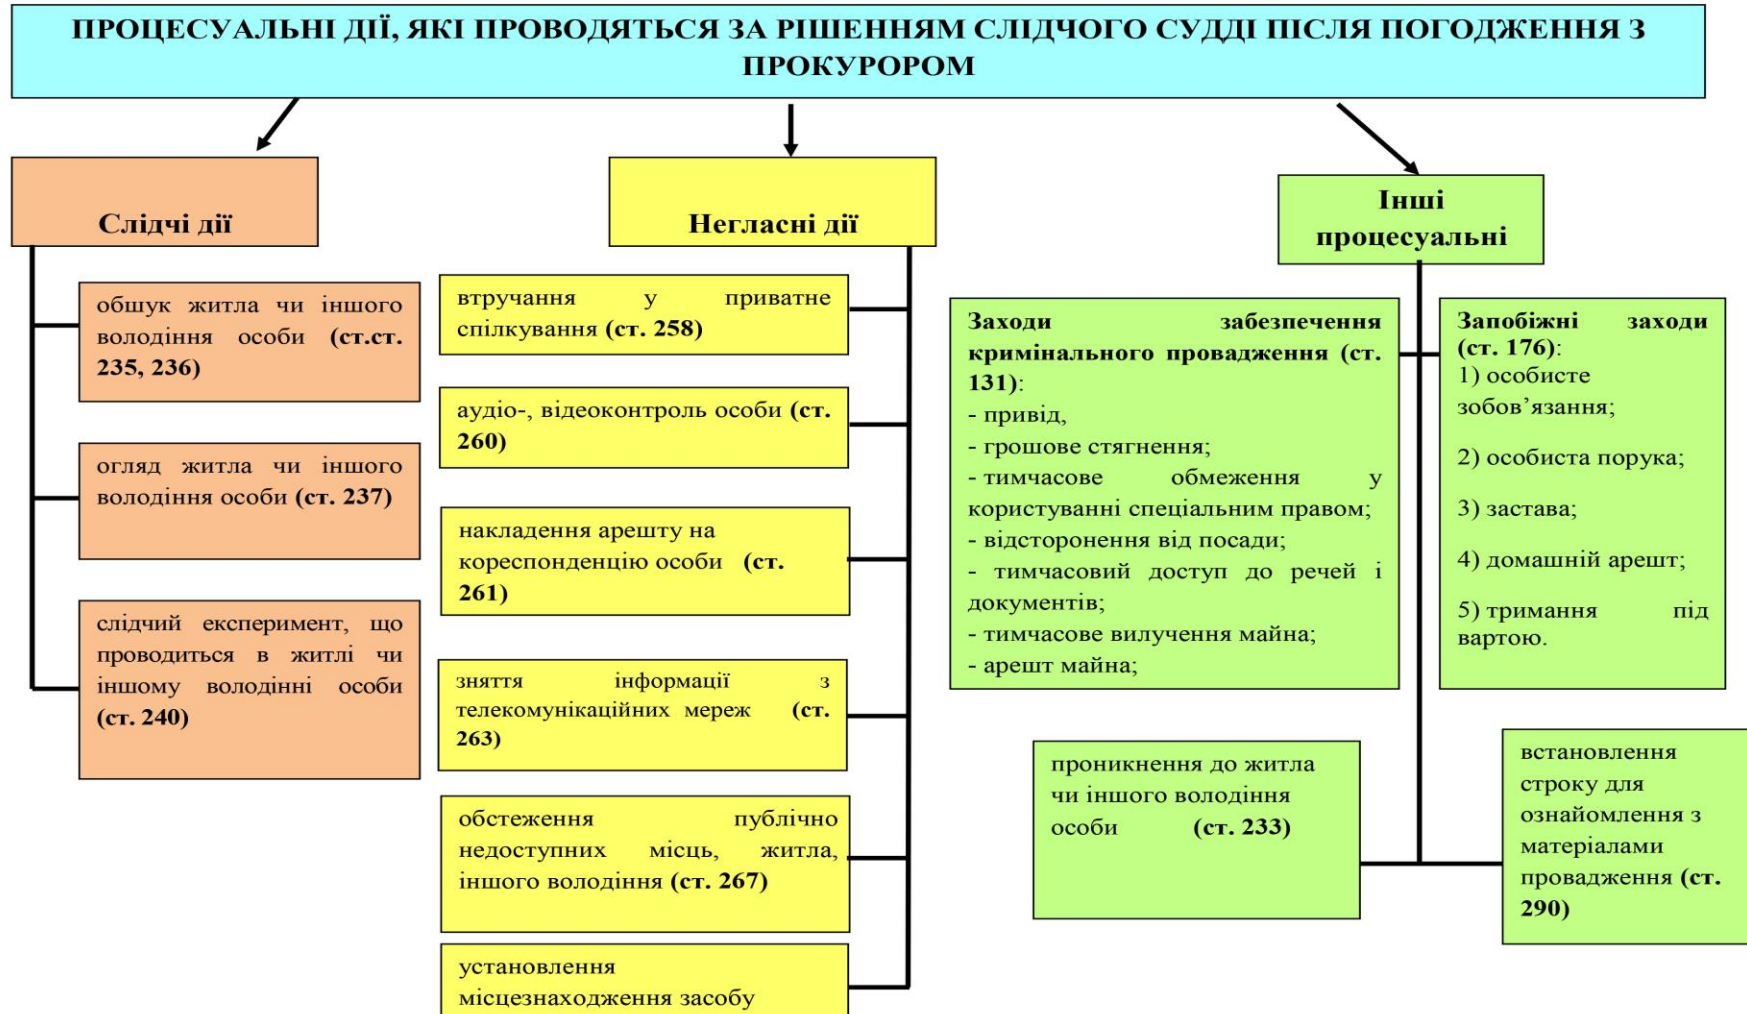 ПРОЦЕСУАЛЬНІ ДІЇ, ЯКІ ПРОВОДЯТЬСЯ ЗА РІШЕННЯМ СЛІДЧОГО СУДДІ ПІСЛЯ ПОГОДЖЕННЯ З
ПРОКУРОРОМ
Слідчі дії
обшук житла чи іншого
володіння особи (ст.ст.
235, 236)
огляд житла чи іншого
володіння особи (ст. 237)
слідчий експеримент, що
проводиться в житлі чи
іншому володінні особи
(ст. 240)
Негласні дії
втручання у приватне
спілкування (ст. 258)
аудіо-, відеоконтроль особи (ст.
260)
накладення арешту на
кореспонденцію особи (ст.
261)
зняття інформації з
телекомунікаційних мереж (ст.
263)
обстеження публічно
недоступних місць, житла,
іншого володіння (ст. 267)
установлення
місцезнаходження засобу
Інші
процесуальні
Заходи забезпечення
кримінального провадження (ст.
131):
- привід,
- грошове стягнення;
- тимчасове обмеження у
користуванні спеціальним правом;
- відсторонення від посади;
- тимчасовий доступ до речей і
документів;
- тимчасове вилучення майна;
- арешт майна;
Запобіжні заходи
(ст. 176):
1) особисте
зобов’язання;
2) особиста порука;
3) застава;
4) домашній арешт;
5) тримання під
вартою.
проникнення до житла
чи іншого володіння
особи (ст. 233)
встановлення
строку для
ознайомлення з
матеріалами
провадження (ст.
290)